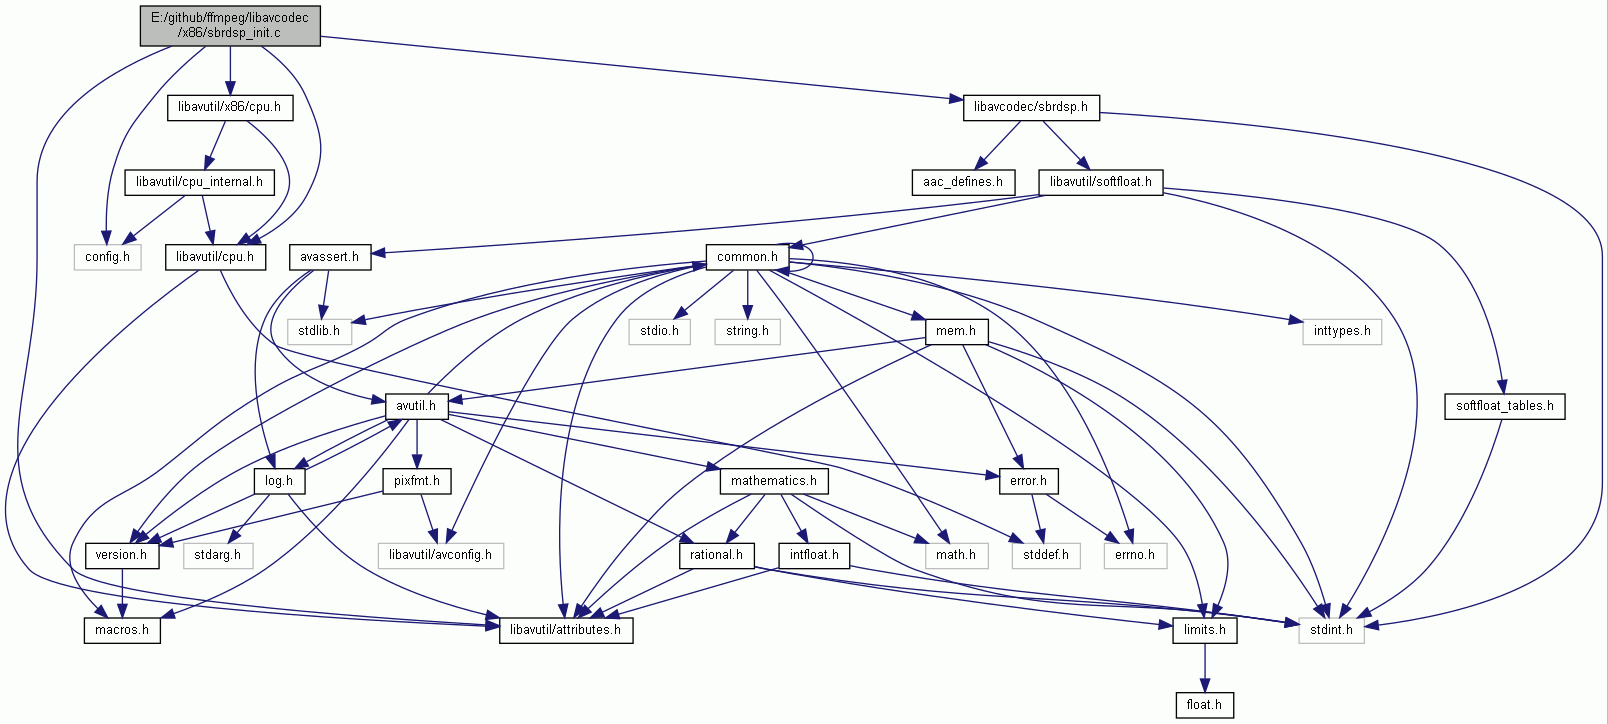 E:/github/ffmpeg/libavcodec
/x86/sbrdsp_init.c
libavutil/x86/cpu.h
libavcodec/sbrdsp.h
libavutil/cpu_internal.h
aac_defines.h
libavutil/softfloat.h
config.h
libavutil/cpu.h
avassert.h
common.h
stdlib.h
stdio.h
string.h
mem.h
inttypes.h
avutil.h
softfloat_tables.h
log.h
pixfmt.h
mathematics.h
error.h
version.h
stdarg.h
libavutil/avconfig.h
rational.h
intfloat.h
math.h
stddef.h
errno.h
macros.h
libavutil/attributes.h
limits.h
stdint.h
float.h